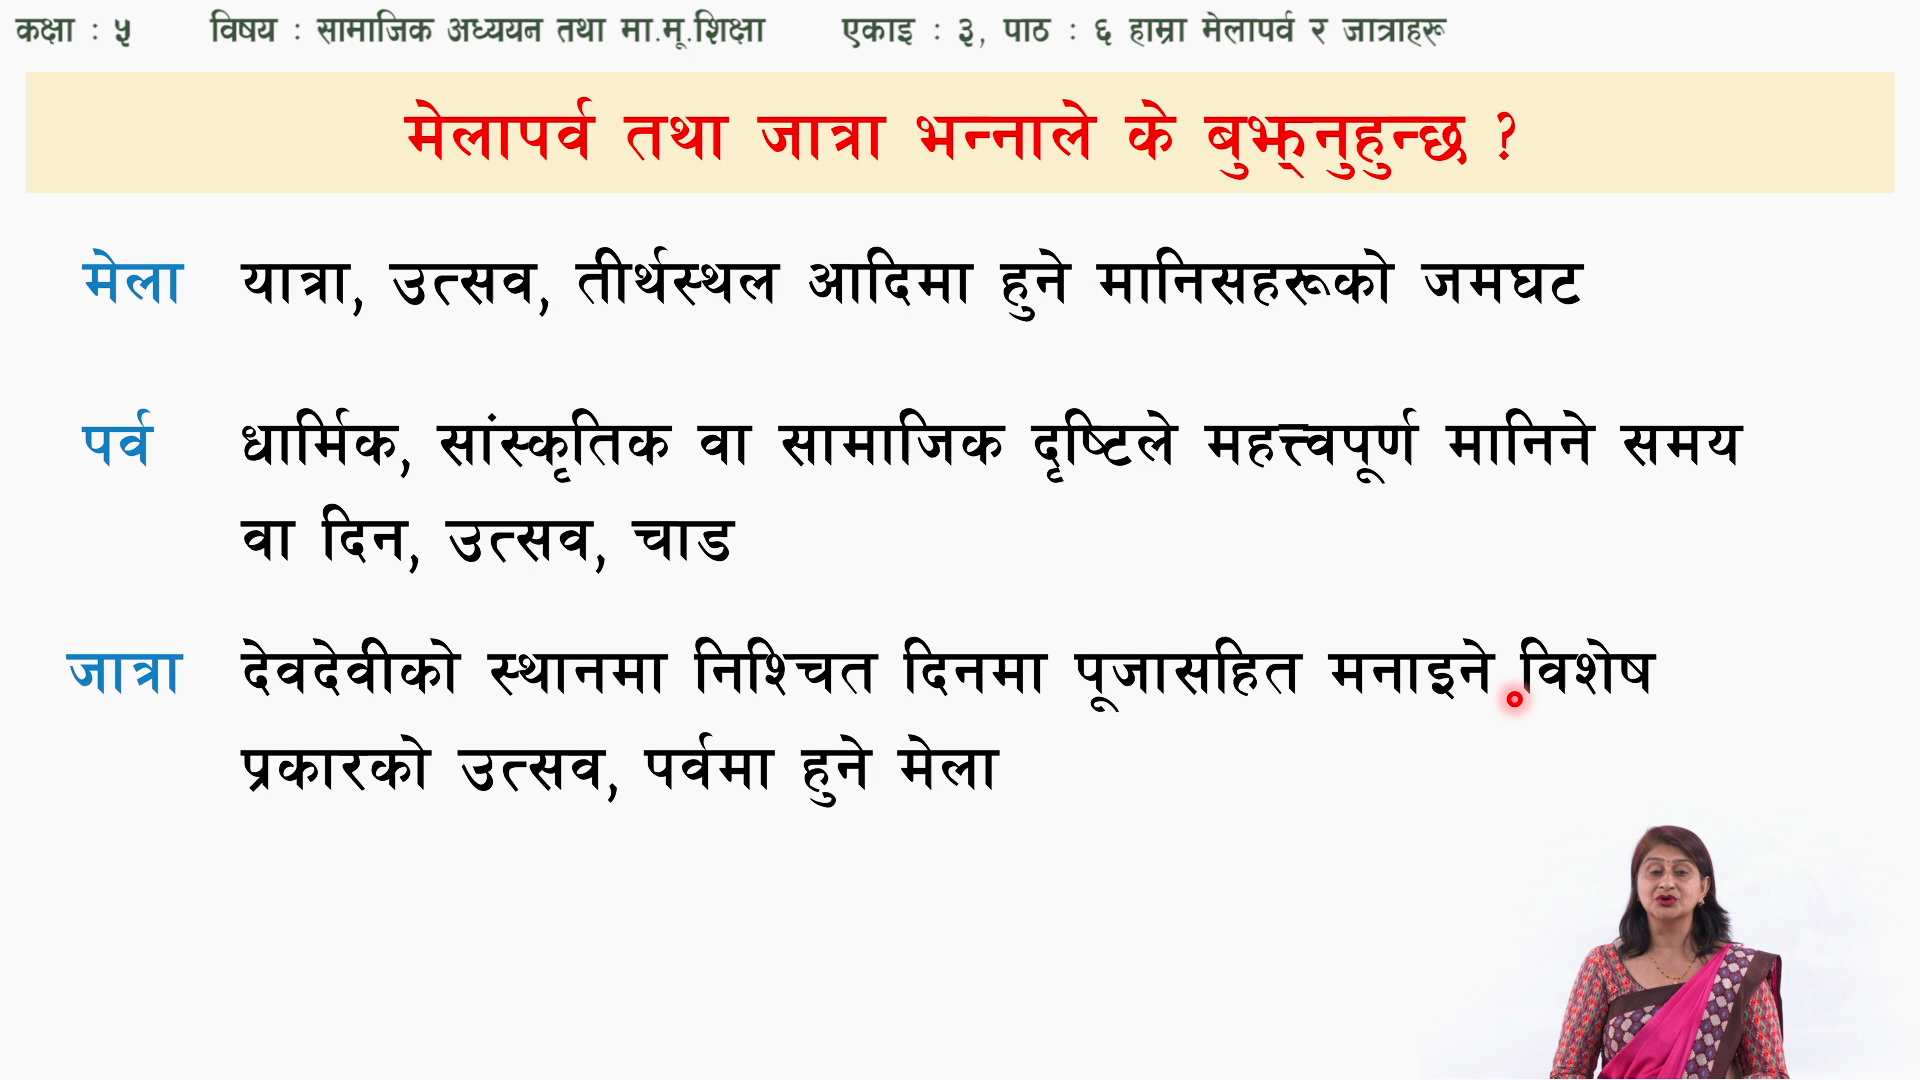 कक्षा : ५ विषय : सामाजिक अध्ययन तथा मा.मू.शिक्षा एकाइ : ३, पाठ : ६ हाम्रा मेलापर्व र जात्राहरू
मेलापर्व तथा जात्रा भन्नाले के बुझ्नुहुन्छ ?
मेला यात्रा, उत्सव, तीर्थस्थल आदिमा हुने मानिसहरूको जमघट
पर्व धार्मिक, सांस्कृतिक वा सामाजिक दृष्टिले महत्त्वपूर्ण मानिने समय
वा दिन, उत्सव, चाड
जात्रा देवदेवीको स्थानमा निश्चित दिनमा पूजासहित मनाइने विशेष
प्रकारको उत्सव, पर्वमा हुने मेला